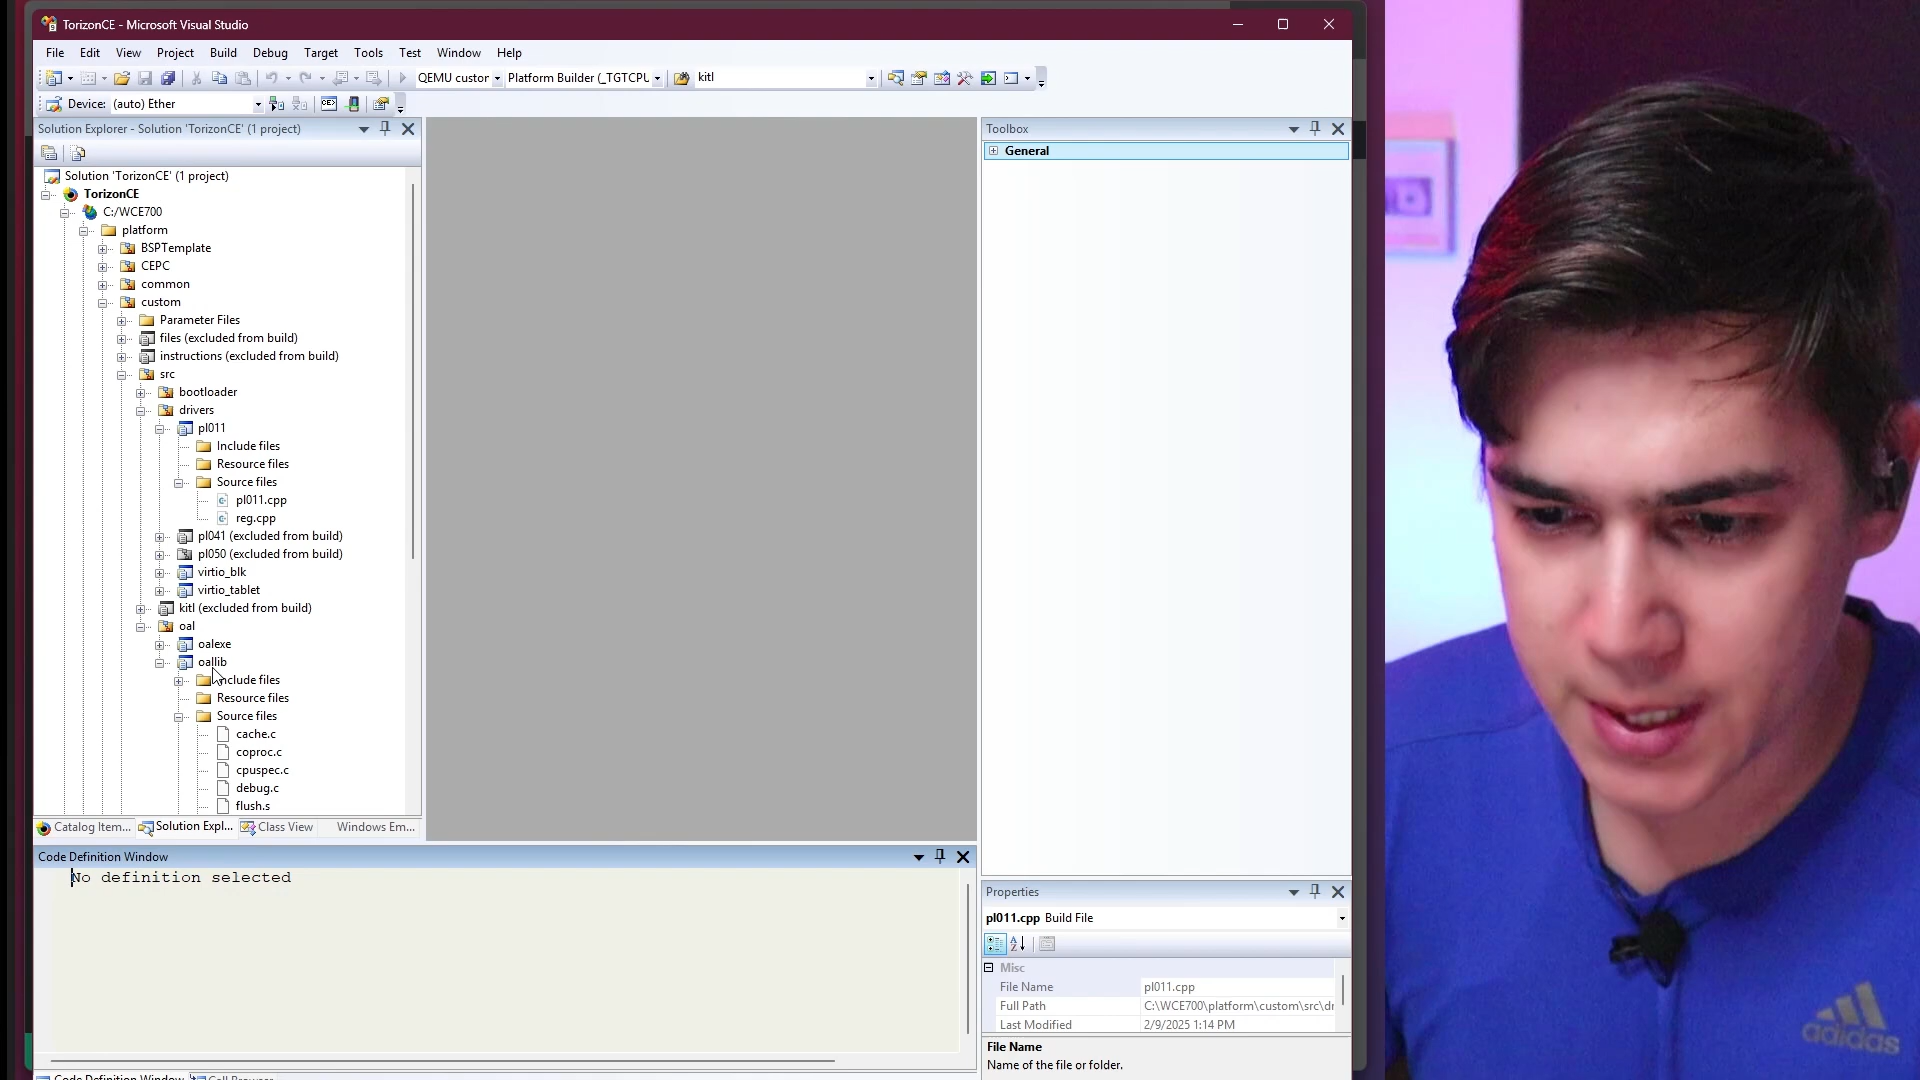 TorizonCE - Microsoft Visual Studio
File Edit View Project Build Debug Target Tools Test Window Help
QEMU custor Platform Builder (_TGTCPU kitl
Device: (auto) Ether
Solution Explorer - Solution 'TorizonCE' (1 project)
Solution 'TorizonCE' (1 project)
TorizonCE
C:/WCE700
platform
BSPTemplate
CEPC
common
custom
Parameter Files
files (excluded from build)
instructions (excluded from build)
src
bootloader
drivers
pl011
Include files
Resource files
Source files
pl011.cpp
reg.cpp
pl041 (excluded from build)
pl050 (excluded from build)
virtio_blk
virtio_tablet
kitl (excluded from build)
oal
oalexe
oallib
Include files
Resource files
Source files
cache.c
coproc.c
cpuspec.c
debug.c
flush.s
Catalog Item... Solution Expl... Class View Windows Em...
Code Definition Window
No definition selected
Code Definition Window Call Browser
Toolbox
General
Properties
pl011.cpp Build File
Misc
File Name pl011.cpp
Full Path C:\WCE700\platform\custom\src\dr
Last Modified 2/9/2025 1:14 PM
File Name
Name of the file or folder.
adidas